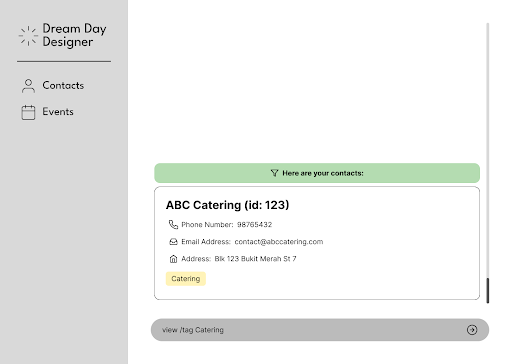 Dream Day
Designer
Contacts
Events
Here are your contacts:
ABC Catering (id: 123)
Phone Number: 98765432
Email Address: contact@abccatering.com
Address: Blk 123 Bukit Merah St 7
Catering
view /tag Catering